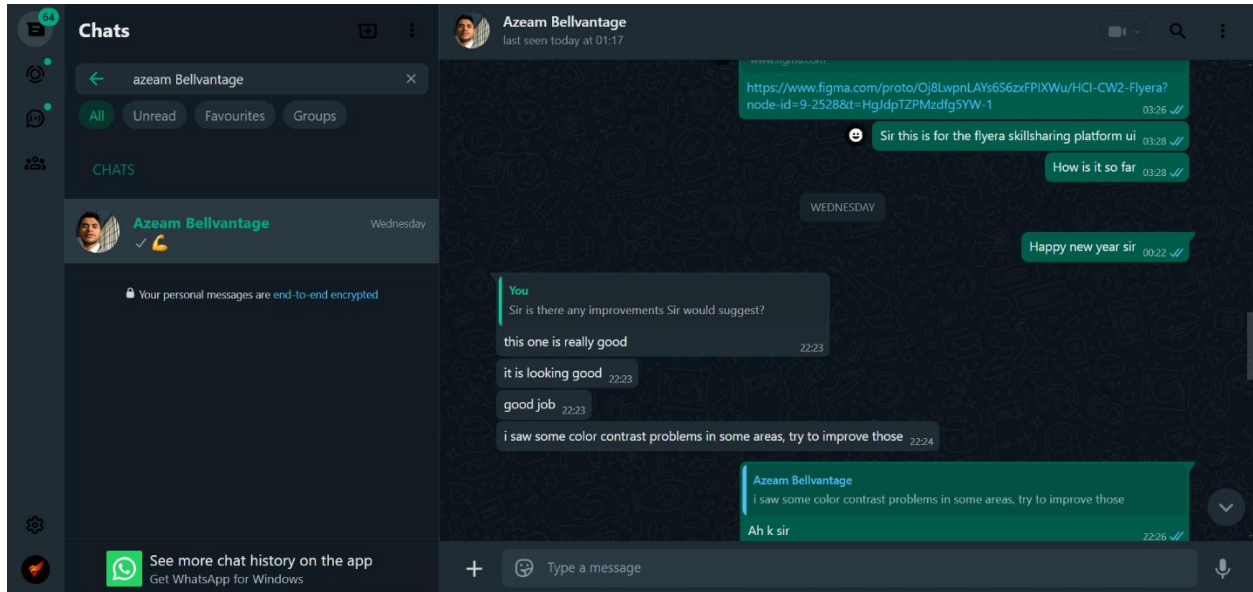 64
Chats
azeam Bellvantage
All
Unread
Favourites
Groups
CHATS
Azeam Bellvantage
Wednesday
Your personal messages are end-to-end encrypted
See more chat history on the app
Get WhatsApp for Windows
Azeam Bellvantage
last seen today at 01:17
www.figma.com
https://www.figma.com/proto/Oj8LwpnLAYs6S6zxFPIXWu/HCI-CW2-Flyera?
node-id=9-2528&t=HgJdpTZPMzdfg5YW-1
03:26
Sir this is for the flyera skillsharing platform ui 03:28
How is it so far 03:28
WEDNESDAY
Happy new year sir 00:22
You
Sir is there any improvements Sir would suggest?
this one is really good 22:23
it is looking good 22:23
good job 22:23
i saw some color contrast problems in some areas, try to improve those 22:24
Azeam Bellvantage
i saw some color contrast problems in some areas, try to improve those
Ah k sir 22:26
Type a message